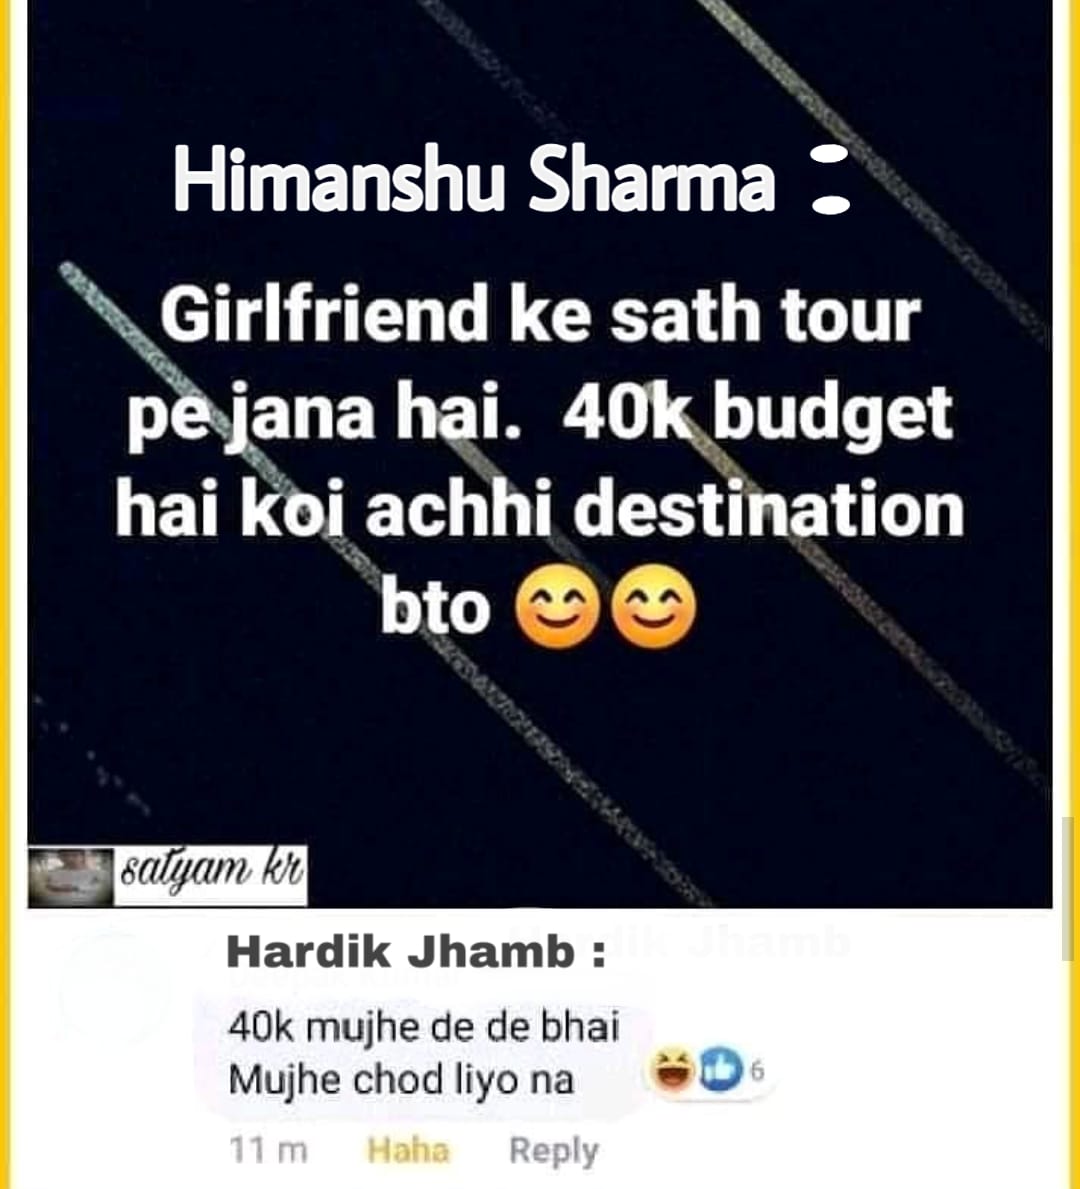 Himanshu Sharma :
Girlfriend ke sath tour
pe jana hai. 40k budget
hai koi achhi destination
bto 😊😊
satyam kr
Hardik Jhamb :
40k mujhe de de bhai
Mujhe chod liyo na
6
11 m Haha Reply